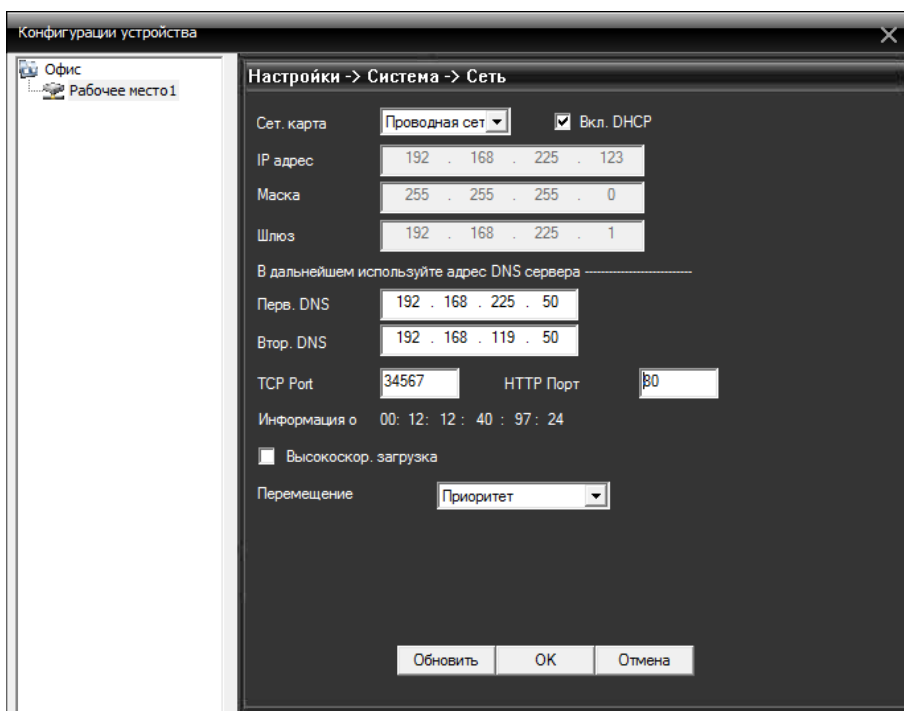 Конфигурации устройства
Офис
Рабочее место1
Настройки -> Система -> Сеть
Сет. карта Проводная сет Вкл. DHCP
IP адрес 192 . 168 . 225 . 123
Маска 255 . 255 . 255 . 0
Шлюз 192 . 168 . 225 . 1
В дальнейшем используйте адрес DNS сервера ----------------------------
Перв. DNS 192 . 168 . 225 . 50
Втор. DNS 192 . 168 . 119 . 50
TCP Port 34567 HTTP Порт 80
Информация о 00: 12: 12 : 40 : 97 : 24
Высокоскор. загрузка
Перемещение Приоритет
Обновить OK Отмена